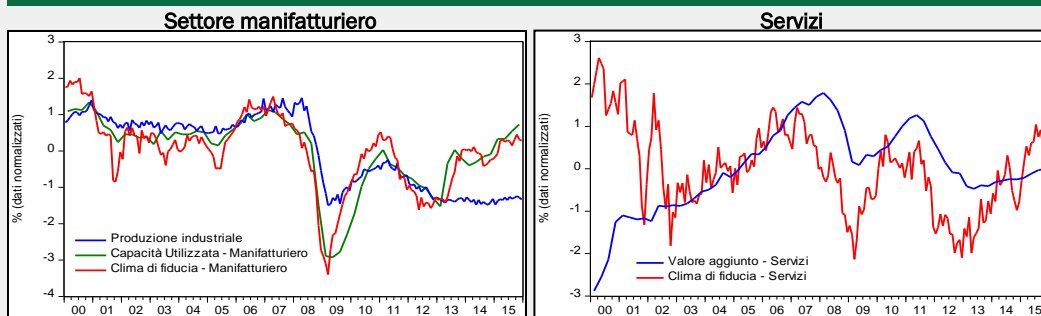 Settore manifatturiero
3
2
1
0
-1
-2
-3
-4
% (dati normalizzati)
Produzione industriale
Capacità Utilizzata - Manifatturiero
Clima di fiducia - Manifatturiero
00 01 02 03 04 05 06 07 08 09 10 11 12 13 14 15
Servizi
3
2
1
0
-1
-2
-3
% (dati normalizzati)
Valore aggiunto - Servizi
Clima di fiducia - Servizi
00 01 02 03 04 05 06 07 08 09 10 11 12 13 14 15